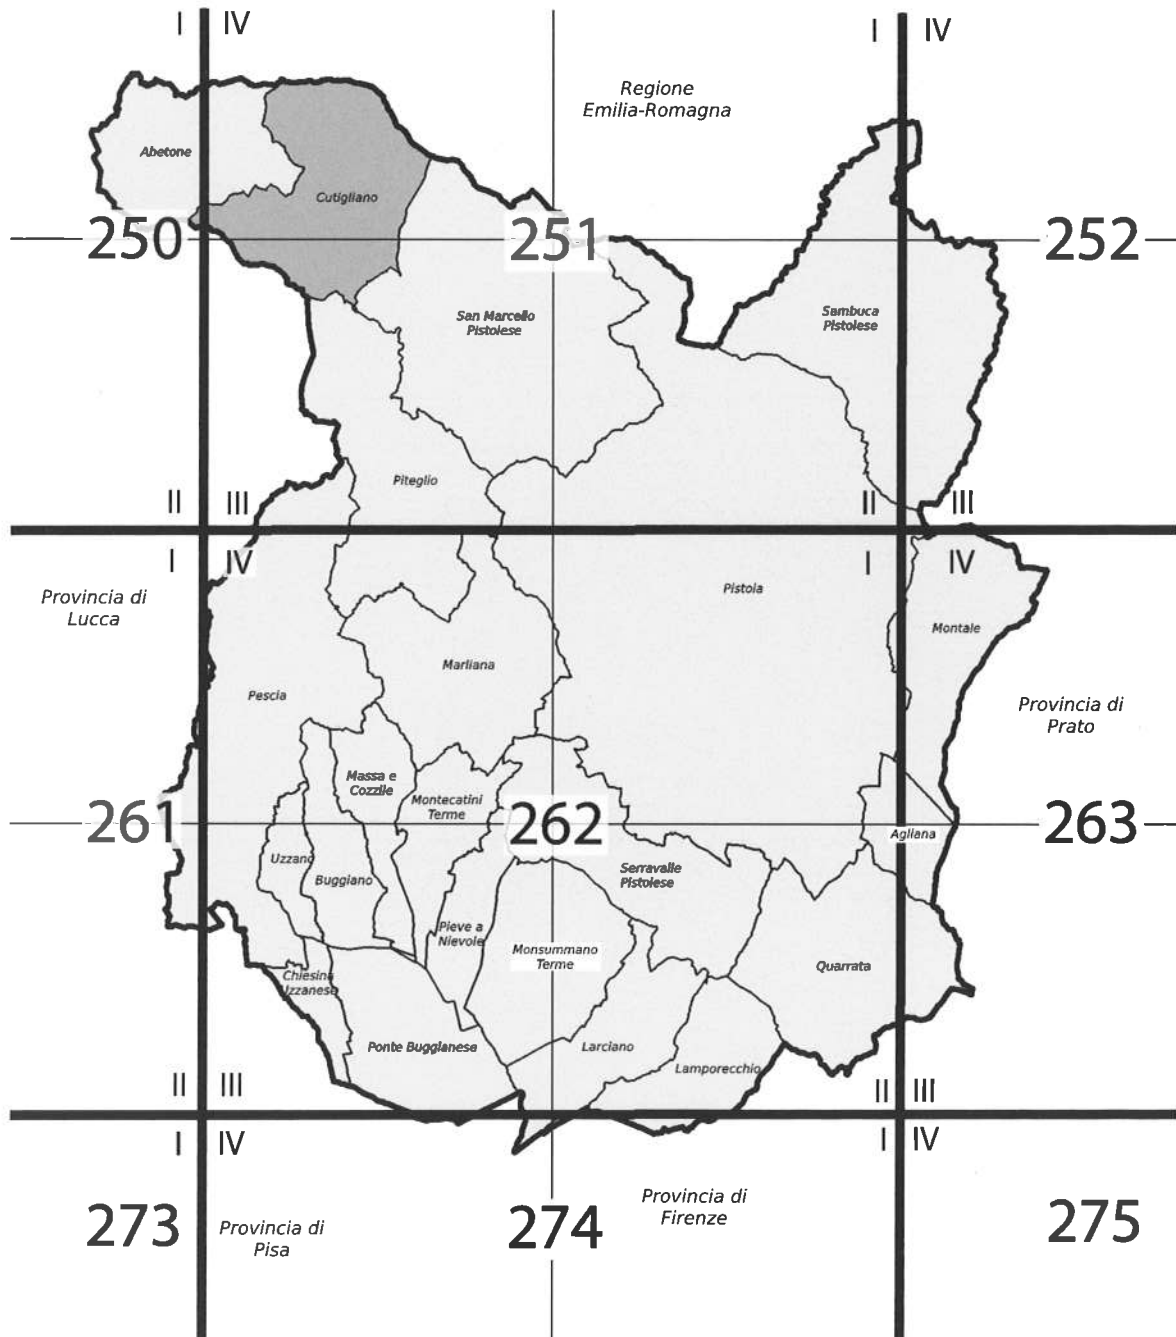 I IV
I IV
Regione
Emilia-Romagna
Abetone
Cutigliano
250
251
252
San Marcello
Pistolese
Sambuca
Pistolese
Piteglio
II III
II III
I IV
I IV
Provincia di
Lucca
Pistoia
Montale
Marliana
Pescia
Provincia di
Prato
Massa e
Cozzile
Montecatini
Terme
261
262
263
Agliana
Uzzano
Buggiano
Serravalle
Pistolese
Pieve a
Nievole
Monsummano
Terme
Quarrata
Chiesina
Uzzanese
Ponte Buggianese
Larciano
Lamporecchio
II III
II III
I IV
I IV
273
Provincia di
Pisa
274
Provincia di
Firenze
275